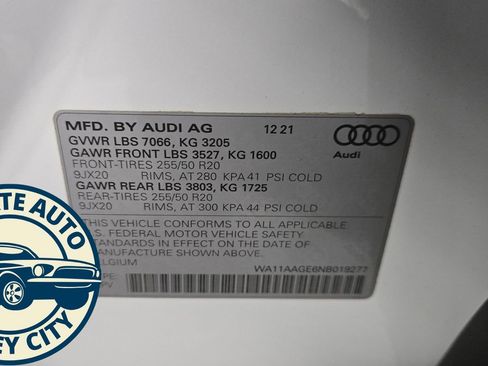 MFD. BY AUDI AG 12 21
GVWR LBS 7066, KG 3205
GAWR FRONT LBS 3527, KG 1600
FRONT-TIRES 255/50 R20
9JX20 RIMS, AT 280 KPA 41 PSI COLD
GAWR REAR LBS 3803, KG 1725
REAR-TIRES 255/50 R20
9JX20 RIMS, AT 300 KPA 44 PSI COLD
THIS VEHICLE CONFORMS TO ALL APPLICABLE
U.S. FEDERAL MOTOR VEHICLE SAFETY
STANDARDS IN EFFECT ON THE DATE OF
MANUFACTURE SHOWN ABOVE.
BELGIUM WA11AAGE6NB019277
YPE:
PV
Audi
TE AUTO
EY CITY